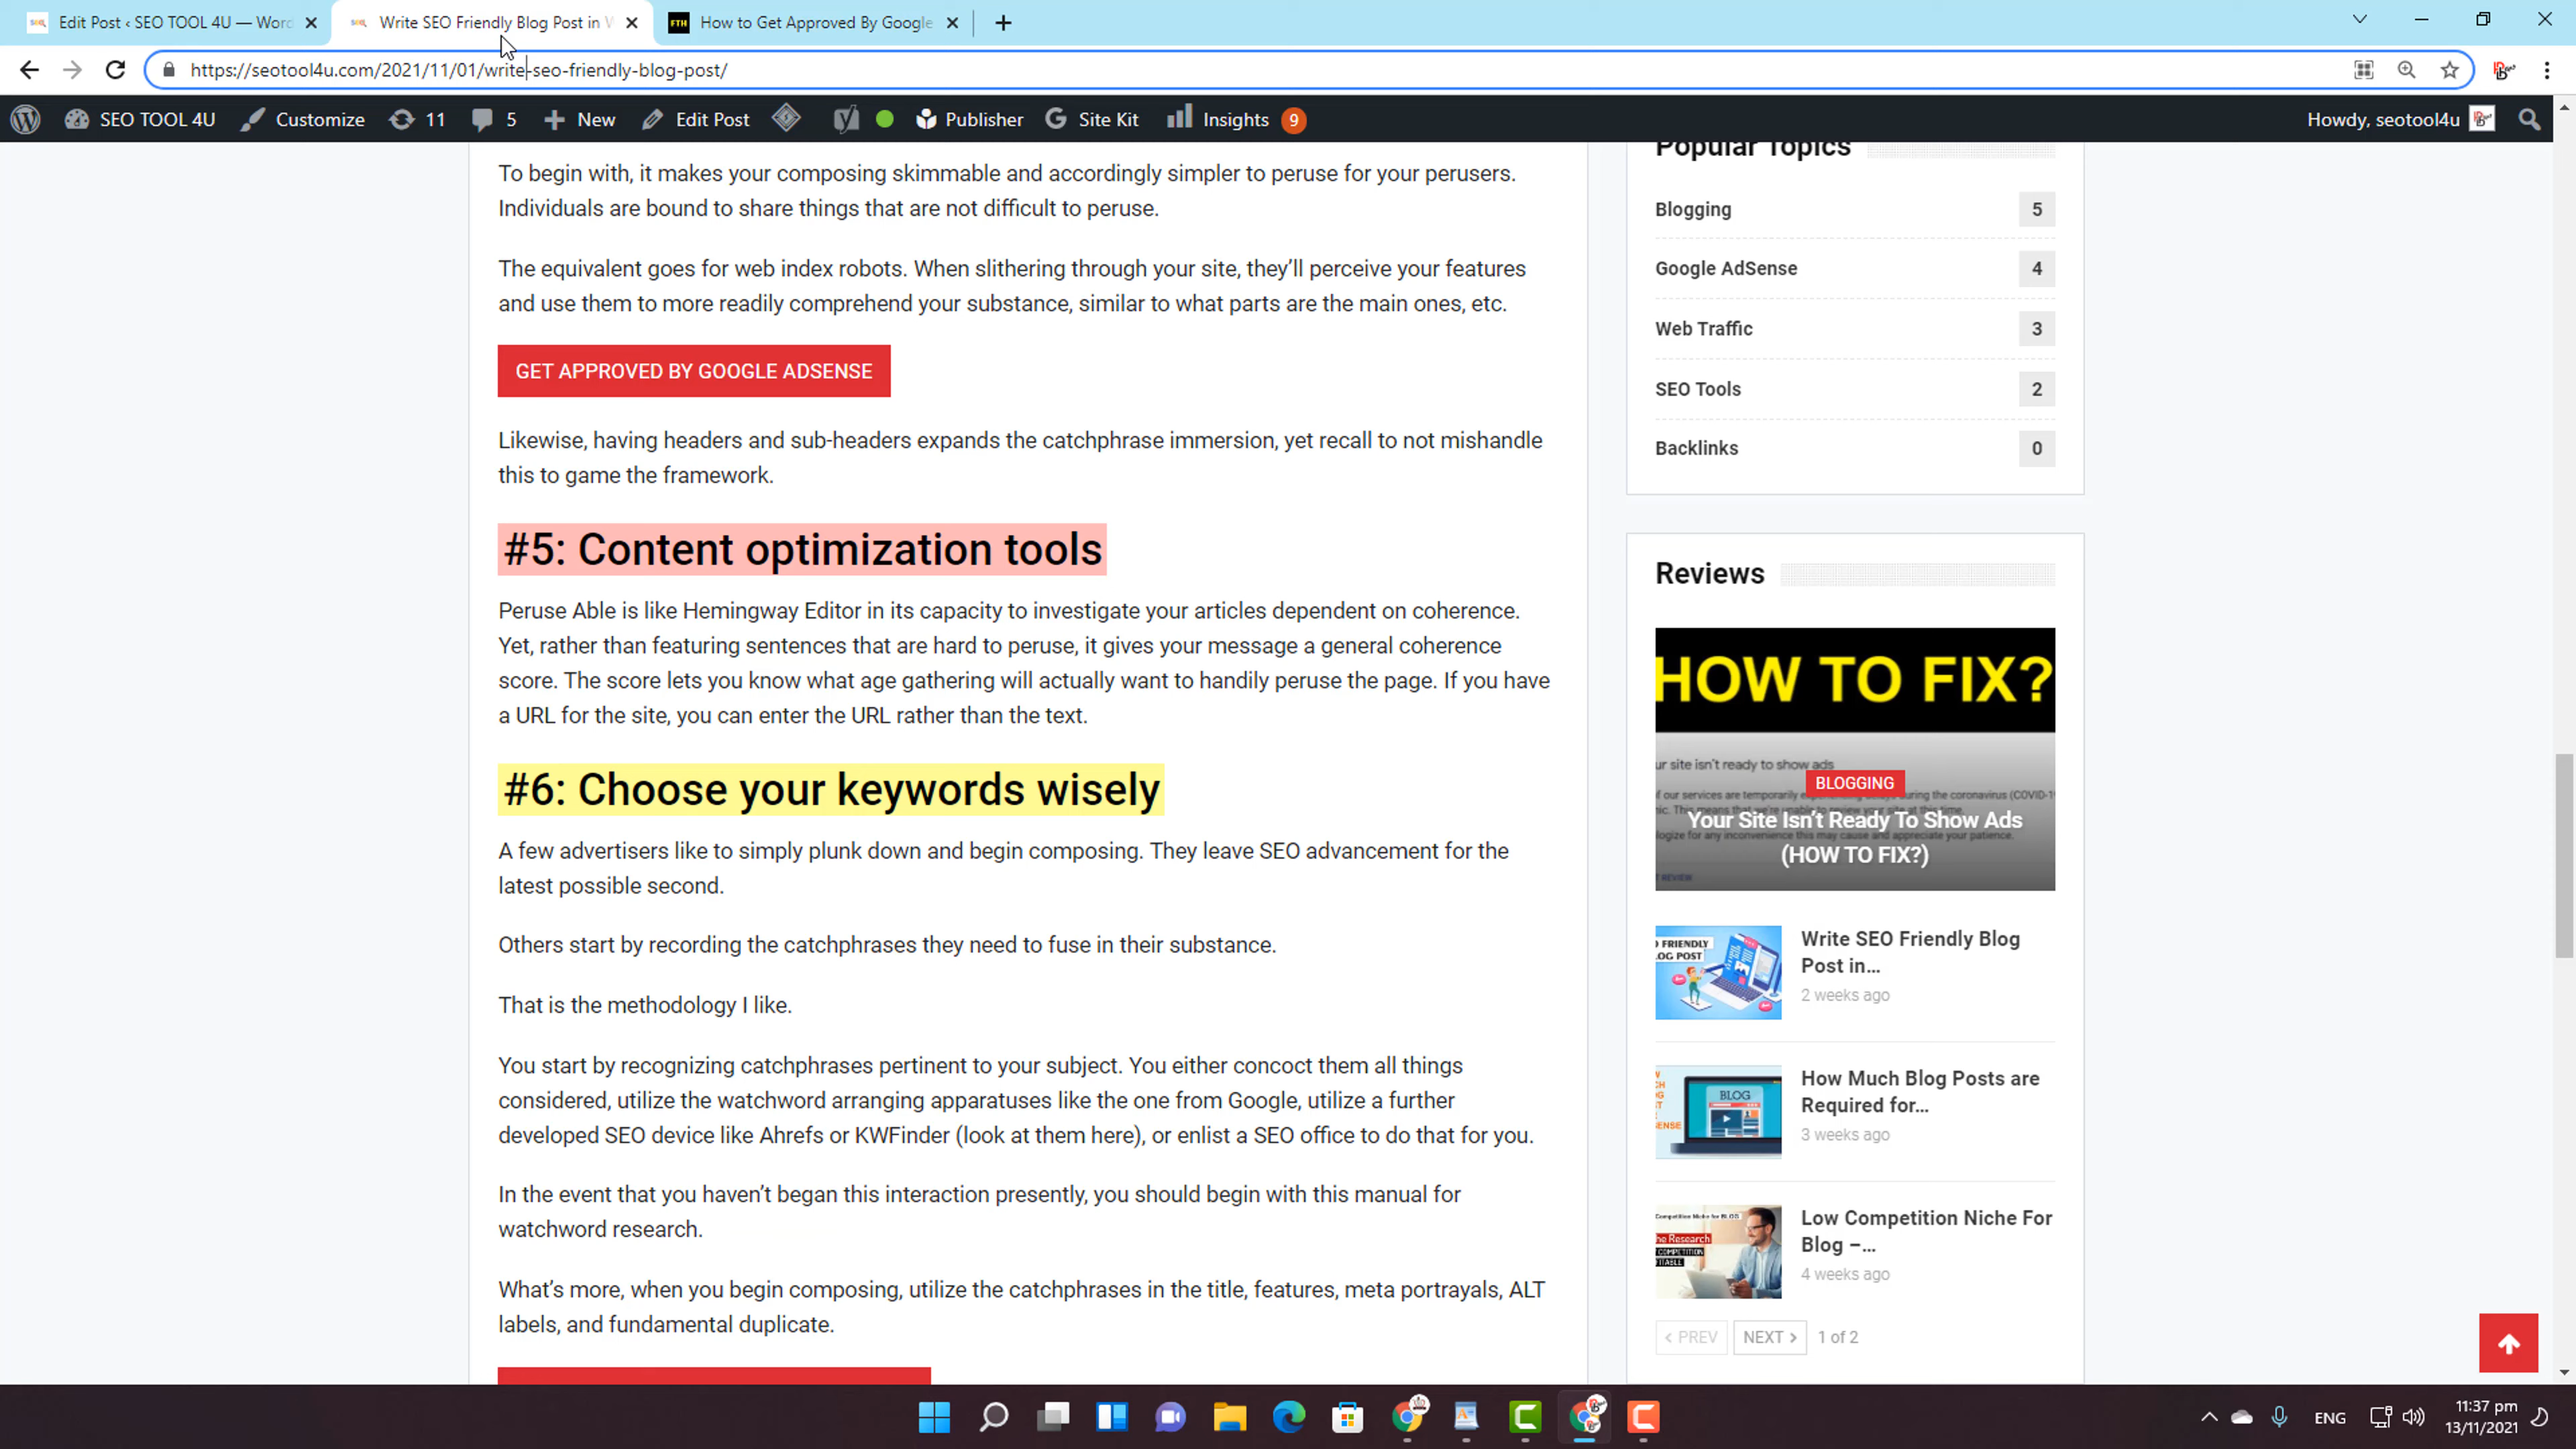 Edit Post ‹ SEO TOOL 4U — Word
Write SEO Friendly Blog Post in W
FTH
How to Get Approved By Google
https://seotool4u.com/2021/11/01/write-seo-friendly-blog-post/
SEO TOOL 4U
Customize
11
5
New
Edit Post
Publisher
Site Kit
Insights
9
Howdy, seotool4u
To begin with, it makes your composing skimmable and accordingly simpler to peruse for your perusers.
Individuals are bound to share things that are not difficult to peruse.
The equivalent goes for web index robots. When slithering through your site, they’ll perceive your features
and use them to more readily comprehend your substance, similar to what parts are the main ones, etc.
GET APPROVED BY GOOGLE ADSENSE
Likewise, having headers and sub-headers expands the catchphrase immersion, yet recall to not mishandle
this to game the framework.
#5: Content optimization tools
Peruse Able is like Hemingway Editor in its capacity to investigate your articles dependent on coherence.
Yet, rather than featuring sentences that are hard to peruse, it gives your message a general coherence
score. The score lets you know what age gathering will actually want to handily peruse the page. If you have
a URL for the site, you can enter the URL rather than the text.
#6: Choose your keywords wisely
A few advertisers like to simply plunk down and begin composing. They leave SEO advancement for the
latest possible second.
Others start by recording the catchphrases they need to fuse in their substance.
That is the methodology I like.
You start by recognizing catchphrases pertinent to your subject. You either concoct them all things
considered, utilize the watchword arranging apparatuses like the one from Google, utilize a further
developed SEO device like Ahrefs or KWFinder (look at them here), or enlist a SEO office to do that for you.
In the event that you haven’t began this interaction presently, you should begin with this manual for
watchword research.
What’s more, when you begin composing, utilize the catchphrases in the title, features, meta portrayals, ALT
labels, and fundamental duplicate.
Popular Topics
Blogging 5
Google AdSense 4
Web Traffic 3
SEO Tools 2
Backlinks 0
Reviews
HOW TO FIX?
ur site isn't ready to show ads
BLOGGING
Your Site Isn’t Ready To Show Ads
(HOW TO FIX?)
FRIENDLY
OG POST
Write SEO Friendly Blog
Post in…
2 weeks ago
BLOG
How Much Blog Posts are
Required for…
3 weeks ago
Low Competition Niche For
Blog –…
4 weeks ago
PREV
NEXT
1 of 2
ENG
11:37 pm
13/11/2021